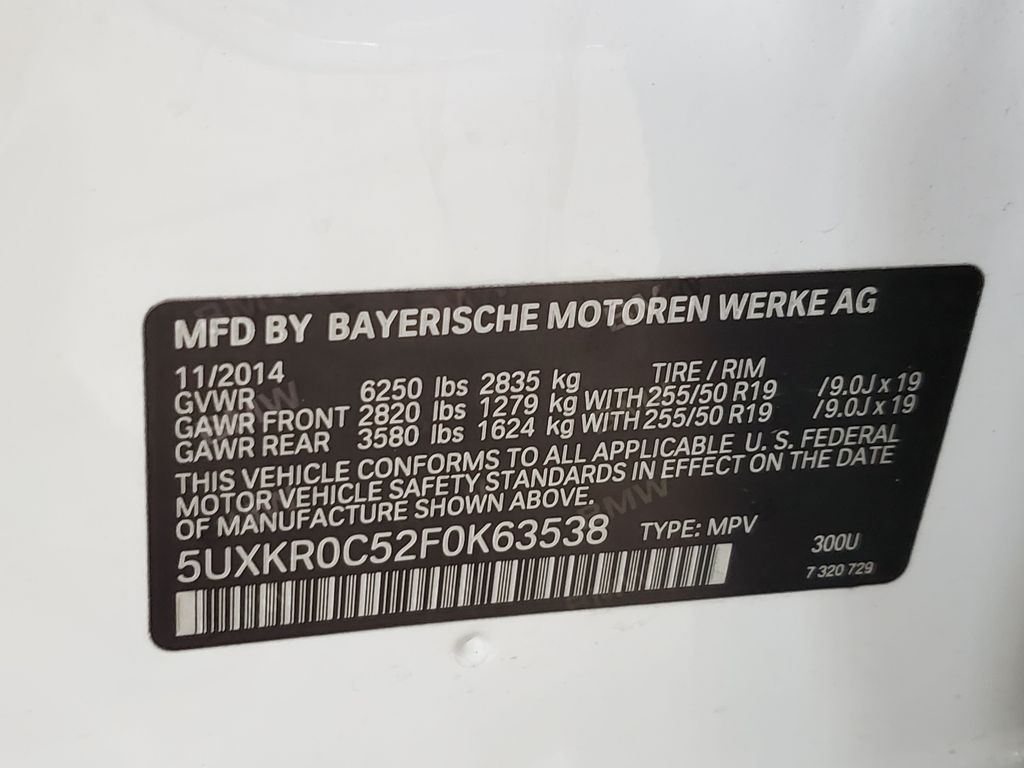 MFD BY BAYERISCHE MOTOREN WERKE AG
11/2014 TIRE / RIM
GVWR 6250 lbs 2835 kg
GAWR FRONT 2820 lbs 1279 kg WITH 255/50 R19 /9.0J x 19
GAWR REAR 3580 lbs 1624 kg WITH 255/50 R19 /9.0J x 19
THIS VEHICLE CONFORMS TO ALL APPLICABLE U. S. FEDERAL
MOTOR VEHICLE SAFETY STANDARDS IN EFFECT ON THE DATE
OF MANUFACTURE SHOWN ABOVE.
5UXKR0C52F0K63538 TYPE: MPV
300U
7 320 729